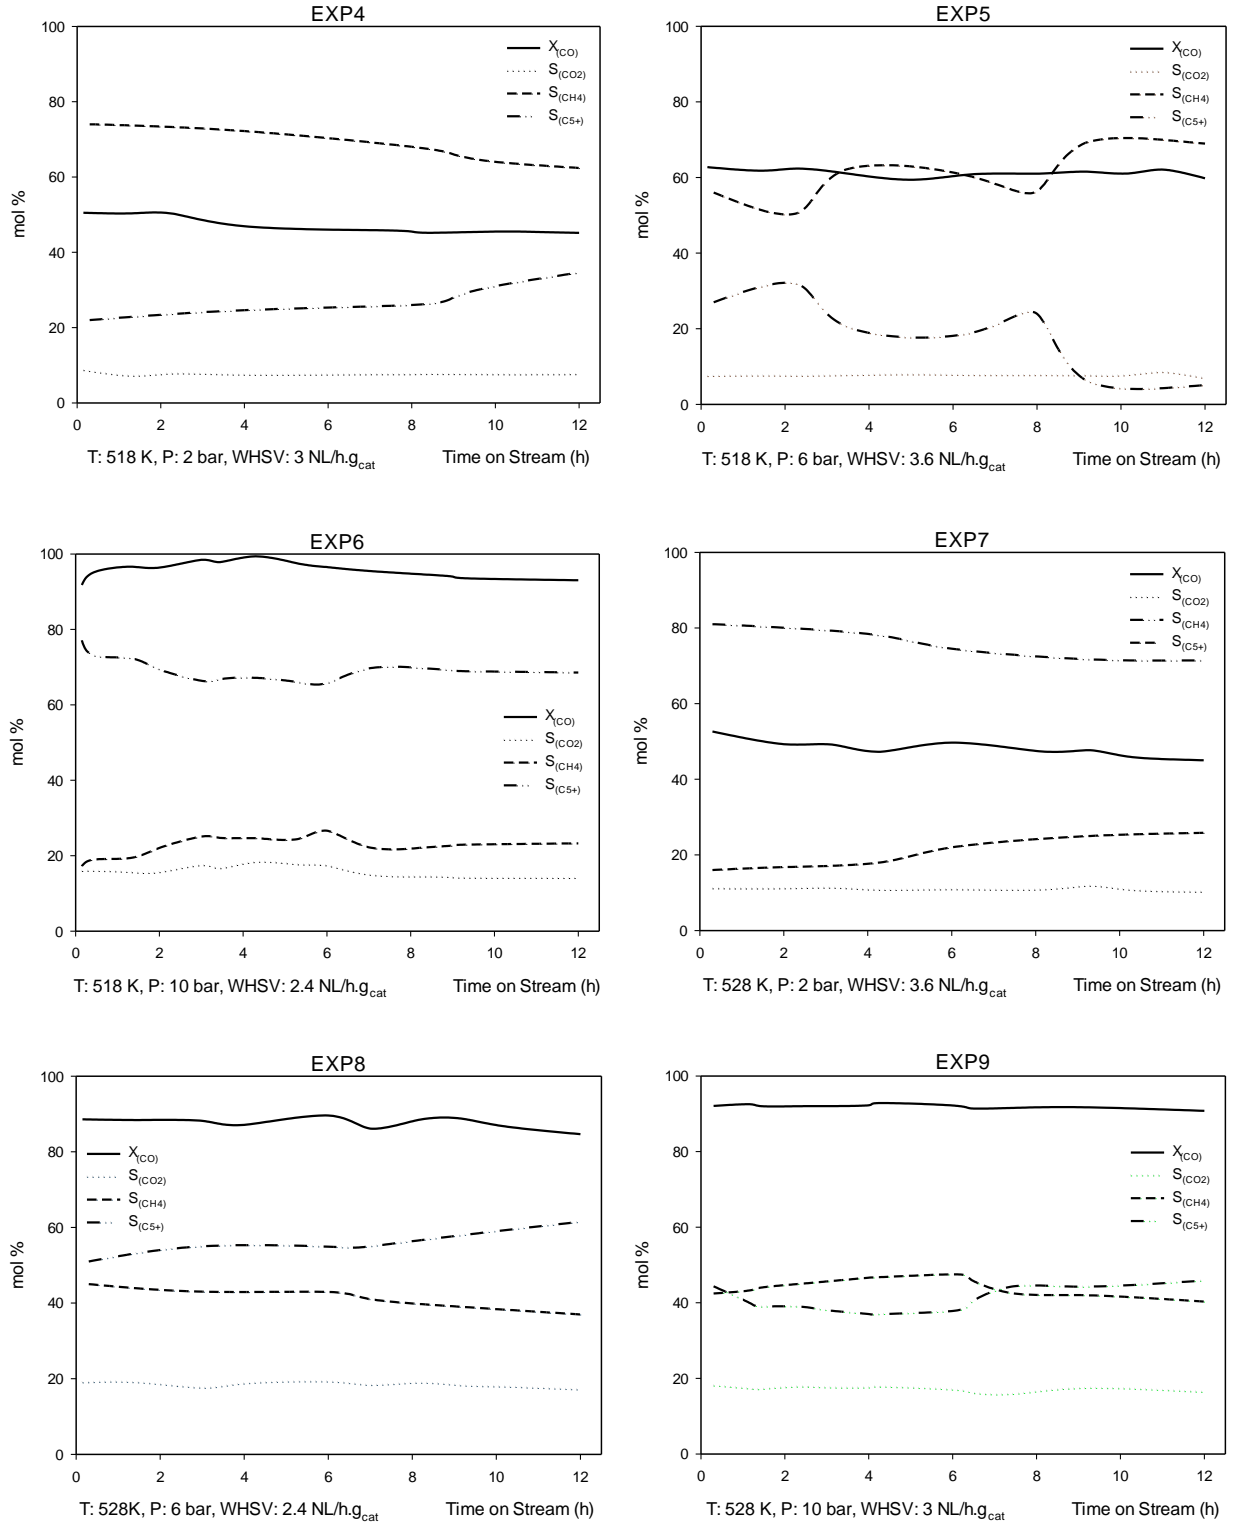 EXP4
100
80
60
40
20
0
mol %
X(CO)
S(CO2)
S(CH4)
S(C5+)
0 2 4 6 8 10 12
T: 518 K, P: 2 bar, WHSV: 3 NL/h.gcat Time on Stream (h)
EXP5
100
80
60
40
20
0
mol %
X(CO)
S(CO2)
S(CH4)
S(C5+)
0 2 4 6 8 10 12
T: 518 K, P: 6 bar, WHSV: 3.6 NL/h.gcat Time on Stream (h)
EXP6
100
80
60
40
20
0
mol %
X(CO)
S(CO2)
S(CH4)
S(C5+)
0 2 4 6 8 10 12
T: 518 K, P: 10 bar, WHSV: 2.4 NL/h.gcat Time on Stream (h)
EXP7
100
80
60
40
20
0
mol %
X(CO)
S(CO2)
S(CH4)
S(C5+)
0 2 4 6 8 10 12
T: 528 K, P: 2 bar, WHSV: 3.6 NL/h.gcat Time on Stream (h)
EXP8
100
80
60
40
20
0
mol %
X(CO)
S(CO2)
S(CH4)
S(C5+)
0 2 4 6 8 10 12
T: 528K, P: 6 bar, WHSV: 2.4 NL/h.gcat Time on Stream (h)
EXP9
100
80
60
40
20
0
mol %
X(CO)
S(CO2)
S(CH4)
S(C5+)
0 2 4 6 8 10 12
T: 528 K, P: 10 bar, WHSV: 3 NL/h.gcat Time on Stream (h)